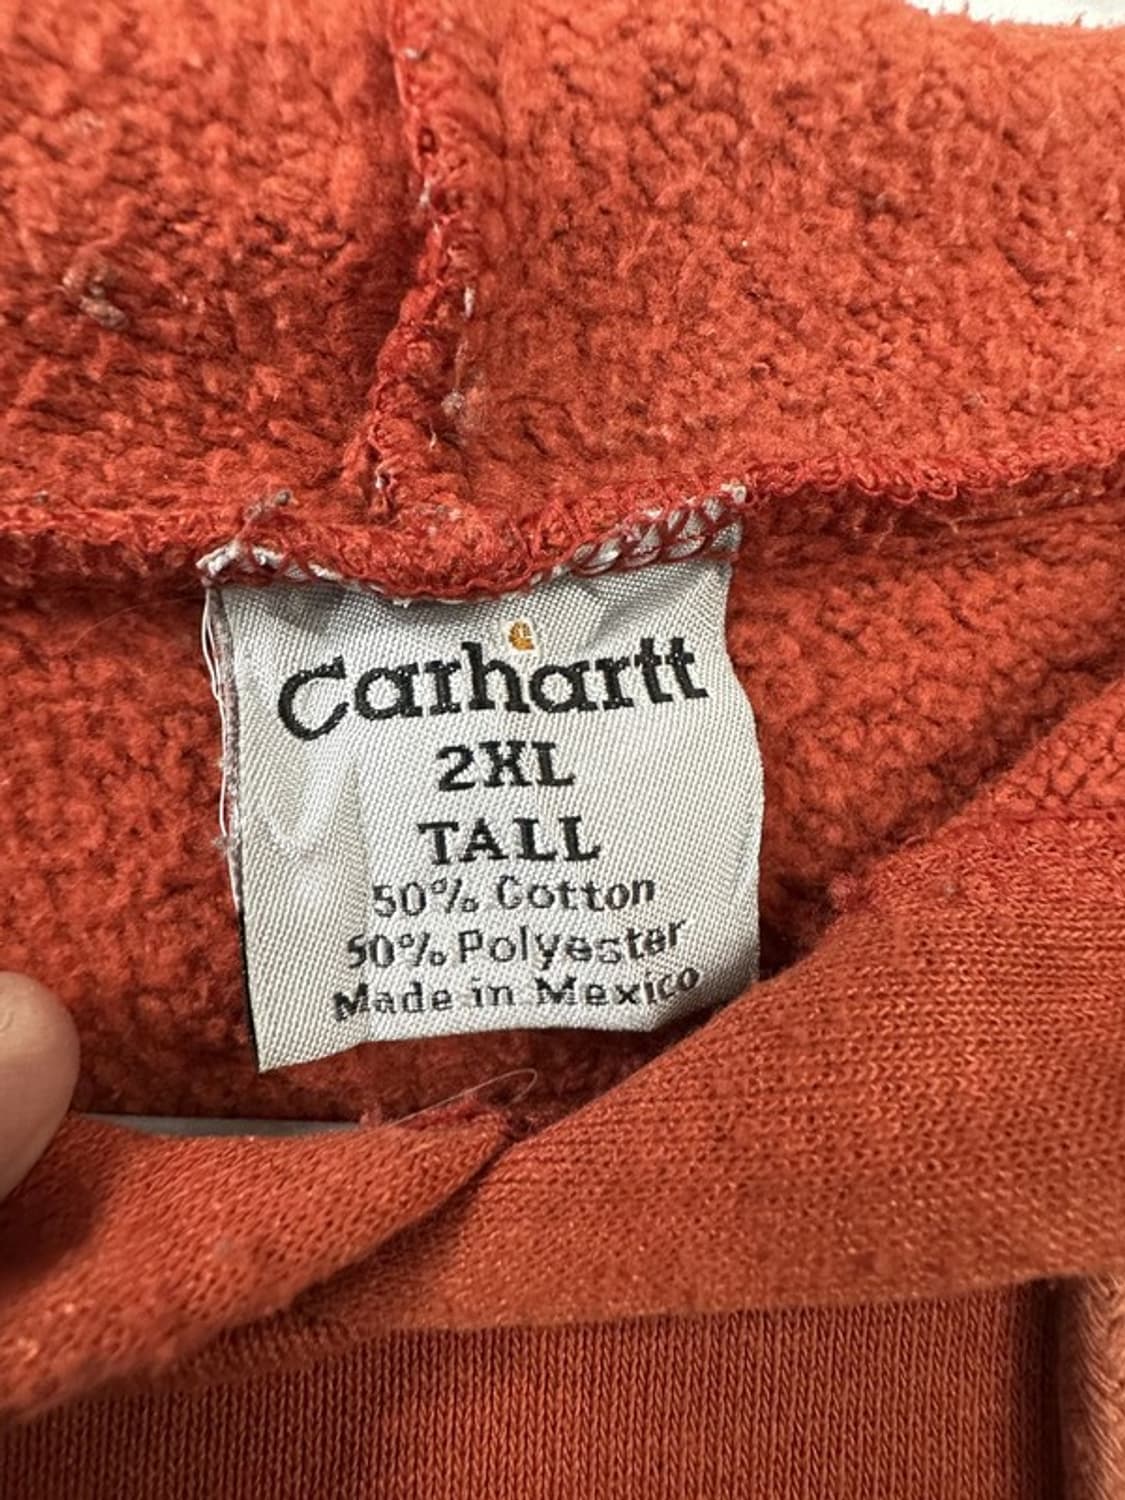 Carhartt
2XL
TALL
50% Cotton
50% Polyester
Made in Mexico